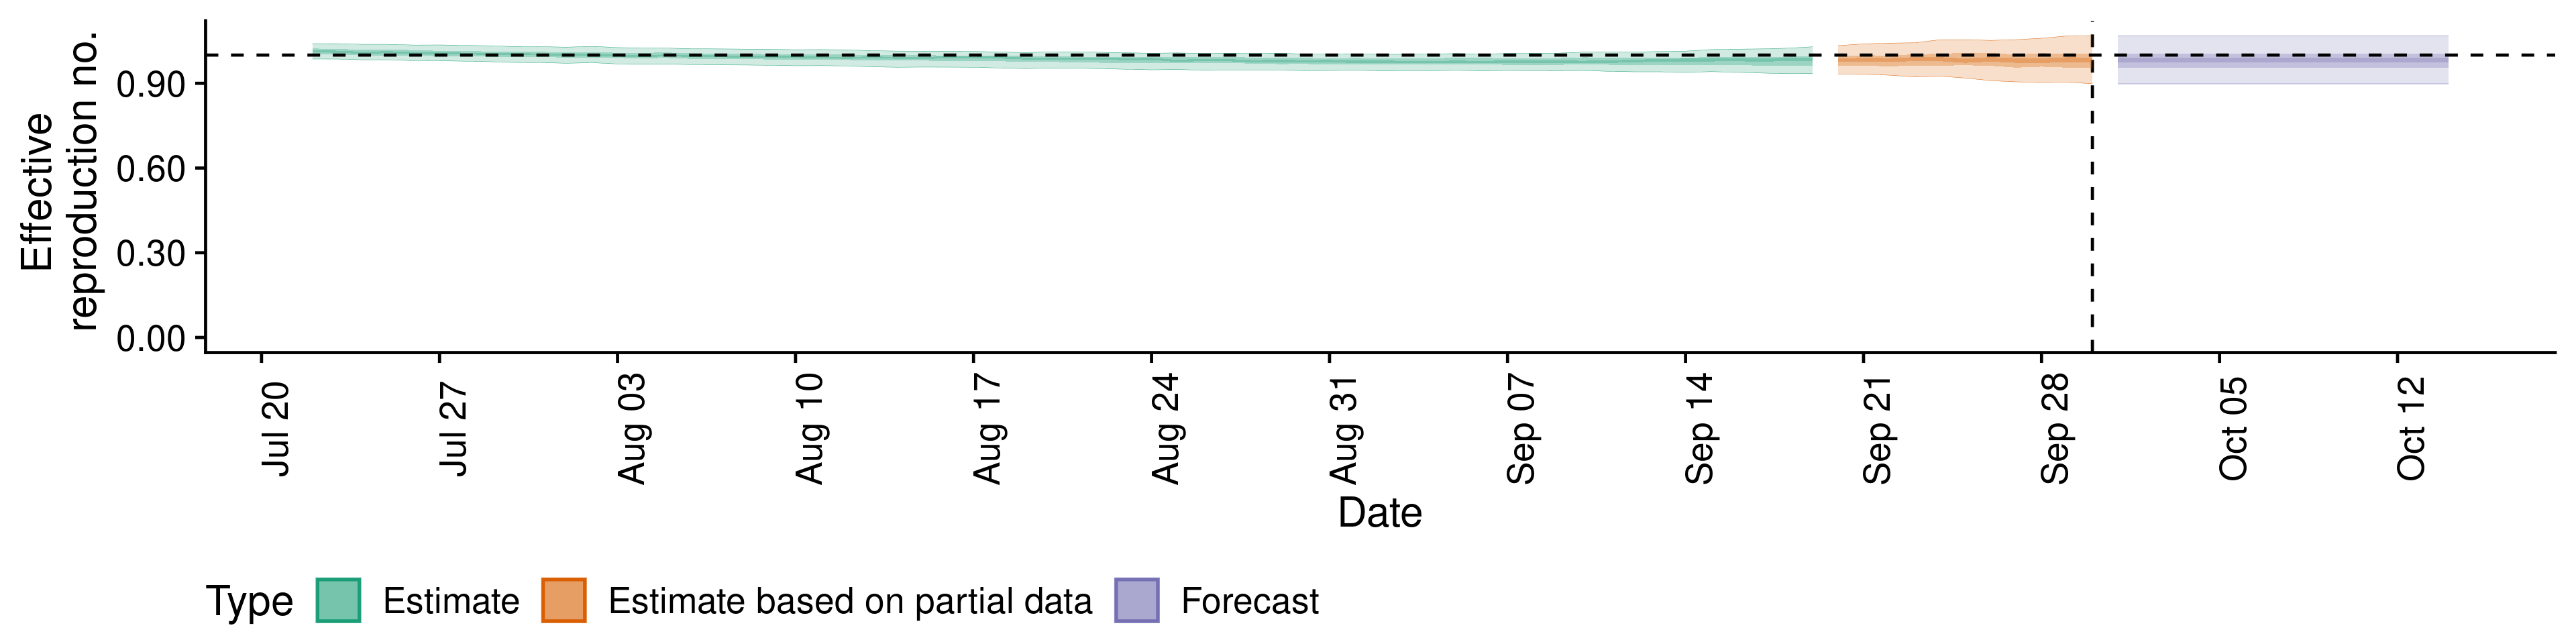 Effective
reproduction no.
0.90
0.60
0.30
0.00
Jul 20
Jul 27
Aug 03
Aug 10
Aug 17
Aug 24
Aug 31
Sep 07
Sep 14
Sep 21
Sep 28
Oct 05
Oct 12
Date
Type Estimate Estimate based on partial data Forecast